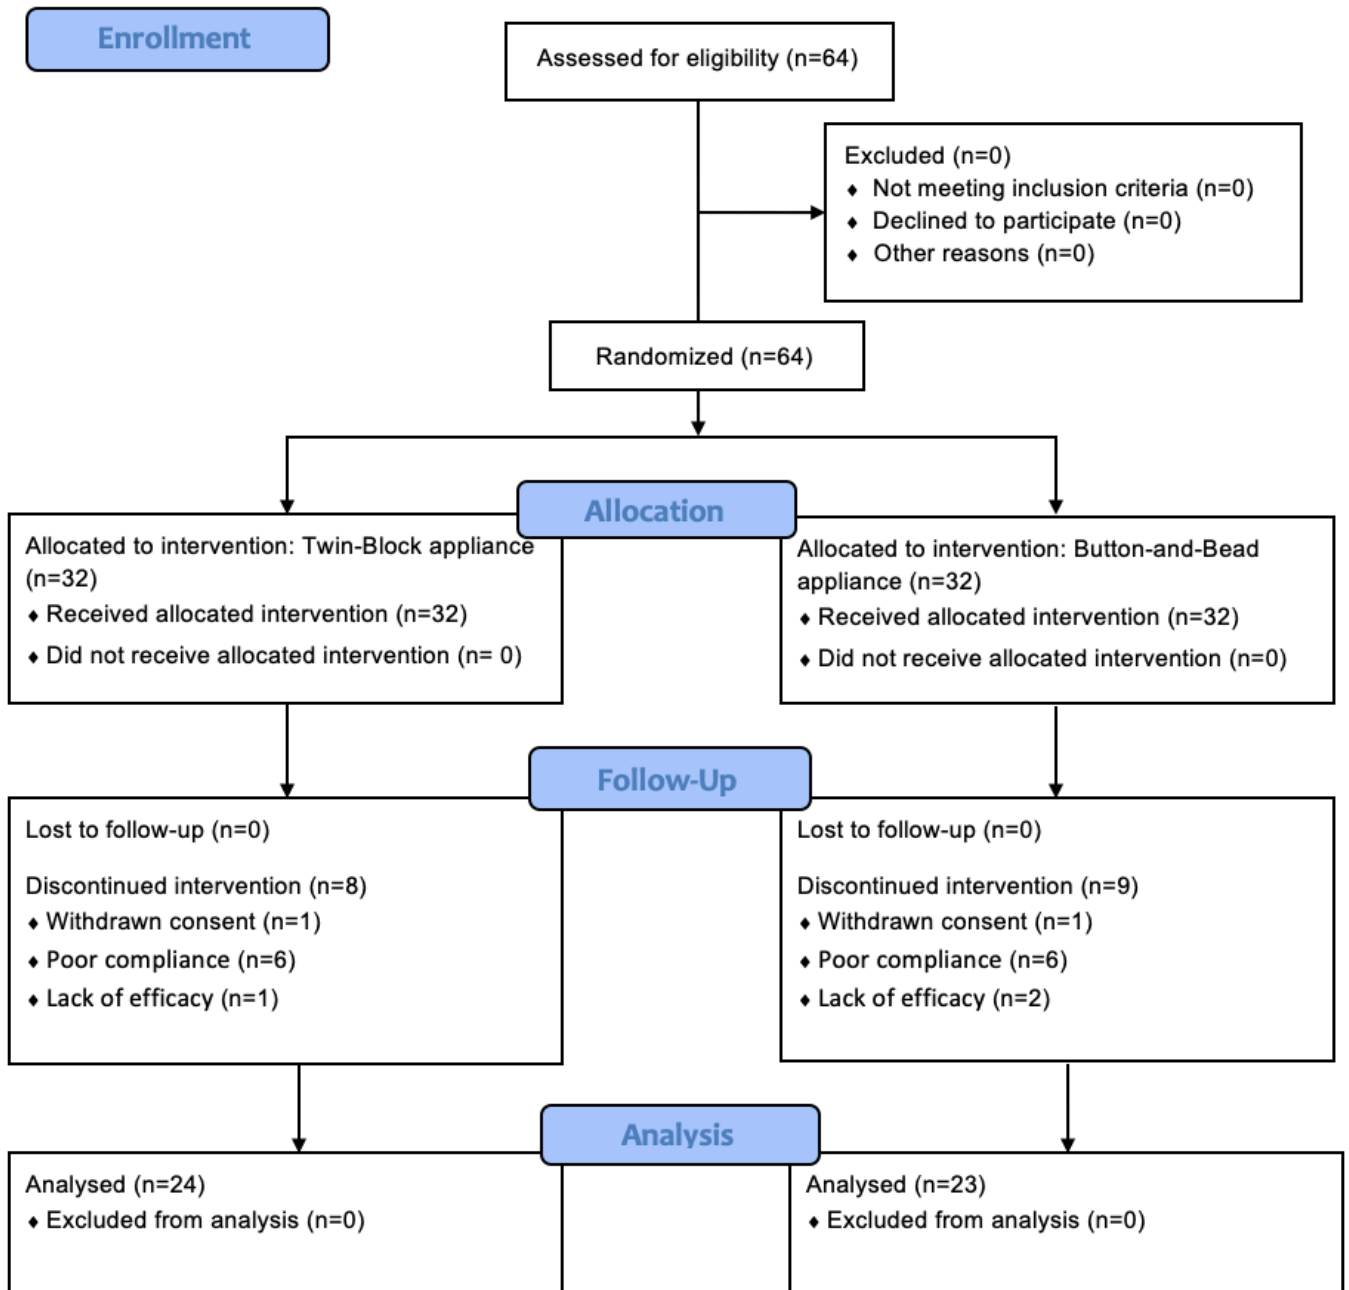 Enrollment
Assessed for eligibility (n=64)
Excluded (n=0)
♦ Not meeting inclusion criteria (n=0)
♦ Declined to participate (n=0)
♦ Other reasons (n=0)
Randomized (n=64)
Allocation
Allocated to intervention: Twin-Block appliance
(n=32)
♦ Received allocated intervention (n=32)
♦ Did not receive allocated intervention (n= 0)
Allocated to intervention: Button-and-Bead
appliance (n=32)
♦ Received allocated intervention (n=32)
♦ Did not receive allocated intervention (n=0)
Follow-Up
Lost to follow-up (n=0)
Discontinued intervention (n=8)
♦ Withdrawn consent (n=1)
♦ Poor compliance (n=6)
♦ Lack of efficacy (n=1)
Lost to follow-up (n=0)
Discontinued intervention (n=9)
♦ Withdrawn consent (n=1)
♦ Poor compliance (n=6)
♦ Lack of efficacy (n=2)
Analysis
Analysed (n=24)
♦ Excluded from analysis (n=0)
Analysed (n=23)
♦ Excluded from analysis (n=0)